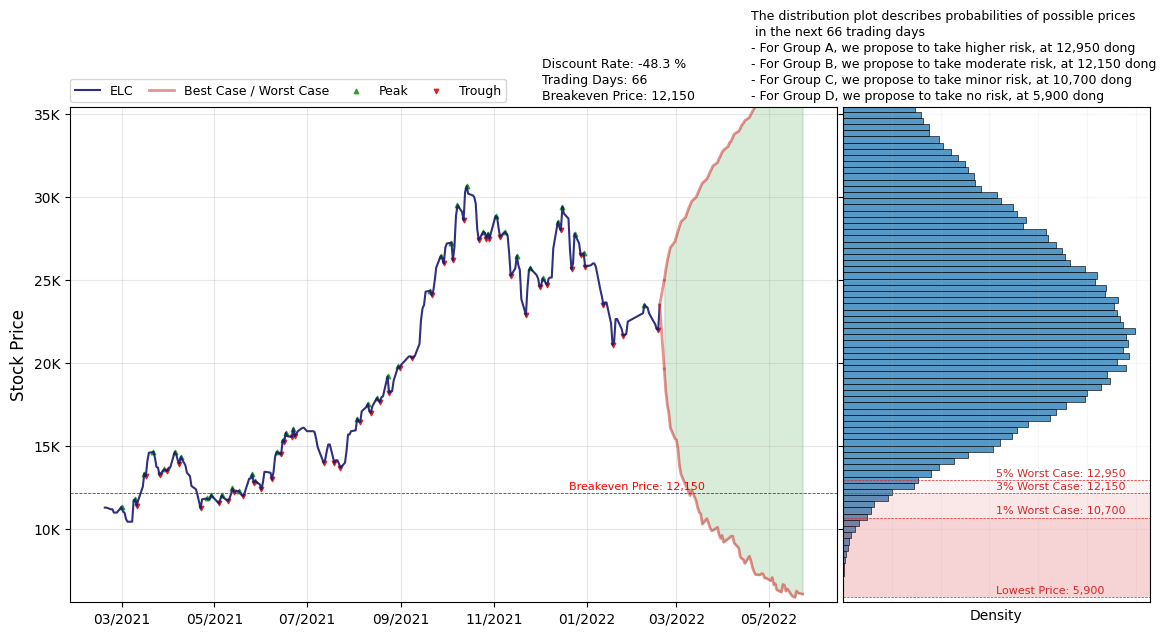 The distribution plot describes probabilities of possible prices
in the next 66 trading days
- For Group A, we propose to take higher risk, at 12,950 dong
- For Group B, we propose to take moderate risk, at 12,150 dong
- For Group C, we propose to take minor risk, at 10,700 dong
- For Group D, we propose to take no risk, at 5,900 dong
Discount Rate: -48.3 %
Trading Days: 66
Breakeven Price: 12,150
ELC
Best Case / Worst Case
Peak
Trough
Stock Price
35K
30K
25K
20K
15K
10K
Breakeven Price: 12,150
03/2021
05/2021
07/2021
09/2021
11/2021
01/2022
03/2022
05/2022
5% Worst Case: 12,950
3% Worst Case: 12,150
1% Worst Case: 10,700
Lowest Price: 5,900
Density